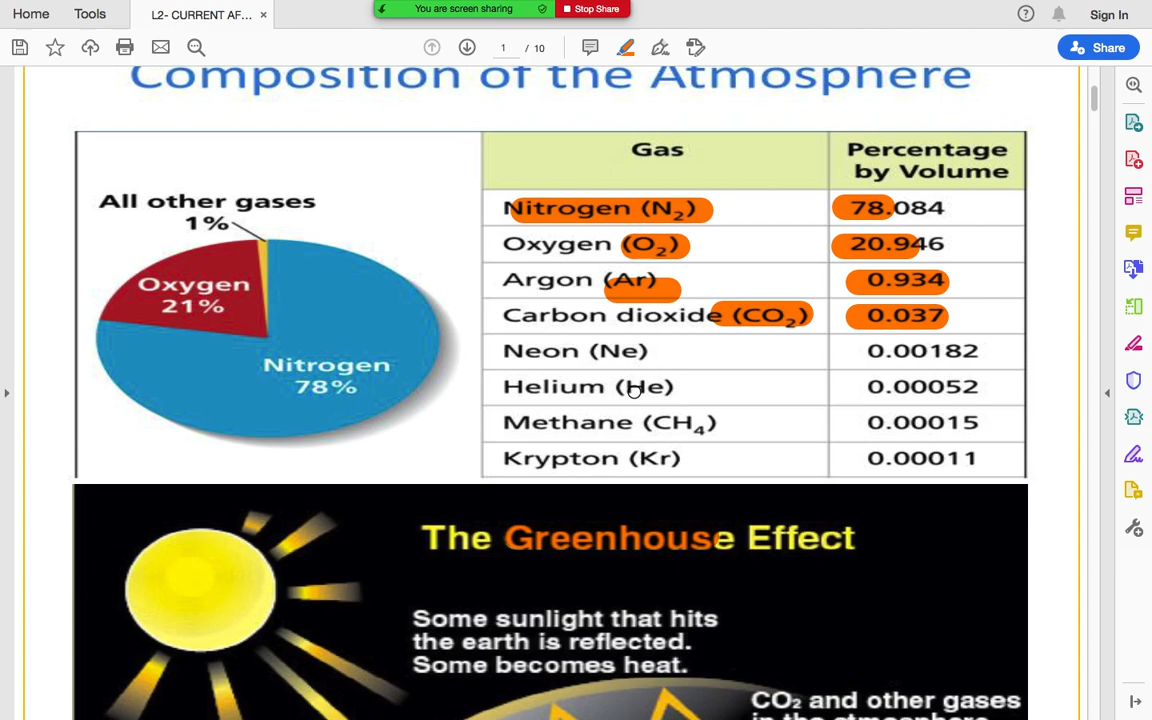 Home Tools L2- CURRENT AF... × You are screen sharing Stop Share Sign In
1 / 10 Share
Composition of the Atmosphere
All other gases
1%
Oxygen
21%
Nitrogen
78%
Gas Percentage
by Volume
Nitrogen (N₂) 78.084
Oxygen (O₂) 20.946
Argon (Ar) 0.934
Carbon dioxide (CO₂) 0.037
Neon (Ne) 0.00182
Helium (He) 0.00052
Methane (CH₄) 0.00015
Krypton (Kr) 0.00011
The Greenhouse Effect
Some sunlight that hits
the earth is reflected.
Some becomes heat.
CO₂ and other gases
in the atmosphere